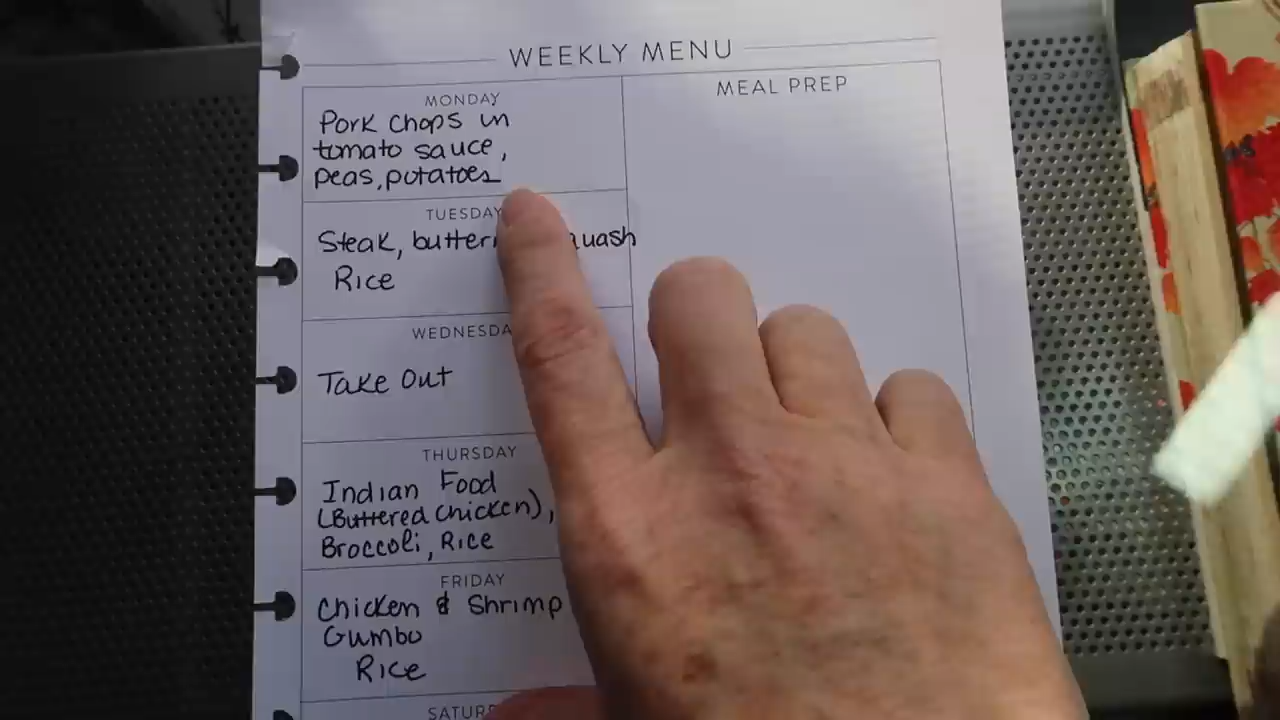 WEEKLY MENU
MEAL PREP
MONDAY
Pork chops in
tomato sauce,
peas, potatoes
TUESDAY
Steak,
Rice
Take Out
THURSDAY
Indian Food
(Buttered Chicken),
Broccoli, Rice
FRIDAY
Chicken & Shrimp
Gumbo
Rice